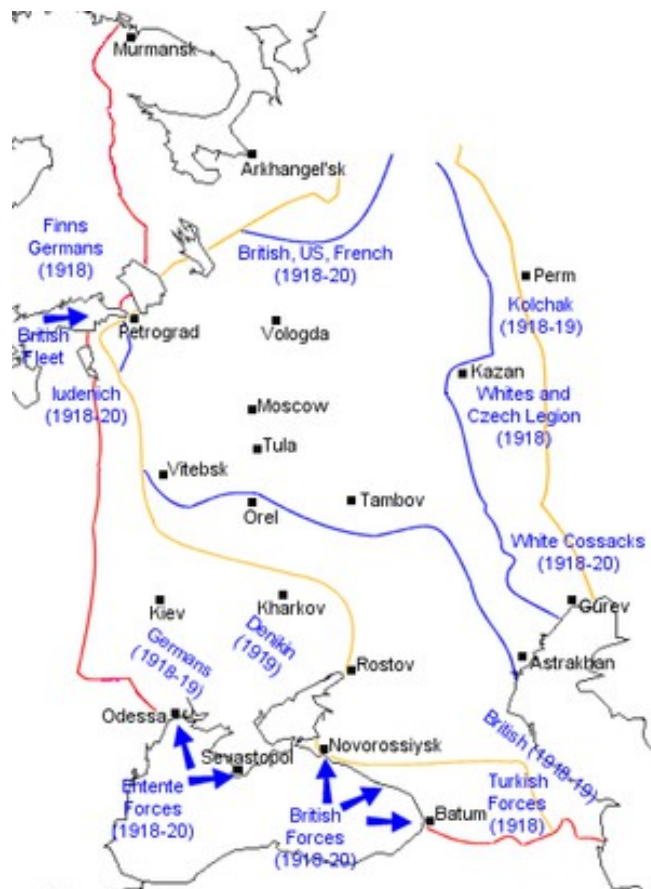 Murmansk
Arkhangel'sk
Finns
Germans
(1918)
British, US, French
(1918-20)
Perm
Kolchak
(1918-19)
Petrograd
Vologda
British
Fleet
Iudenich
(1918-20)
Kazan
Whites and
Czech Legion
(1918)
Moscow
Tula
Vitebsk
Orel
Tambov
White Cossacks
(1918-20)
Kiev
Kharkov
Gurev
Germans
(1918-19)
Denikin
(1919)
Rostov
Astrakhan
Odessa
Sevastopol
Novorossiysk
British (1918-19)
Entente
Forces
(1918-20)
British
Forces
(1918-20)
Batum
Turkish
Forces
(1918)